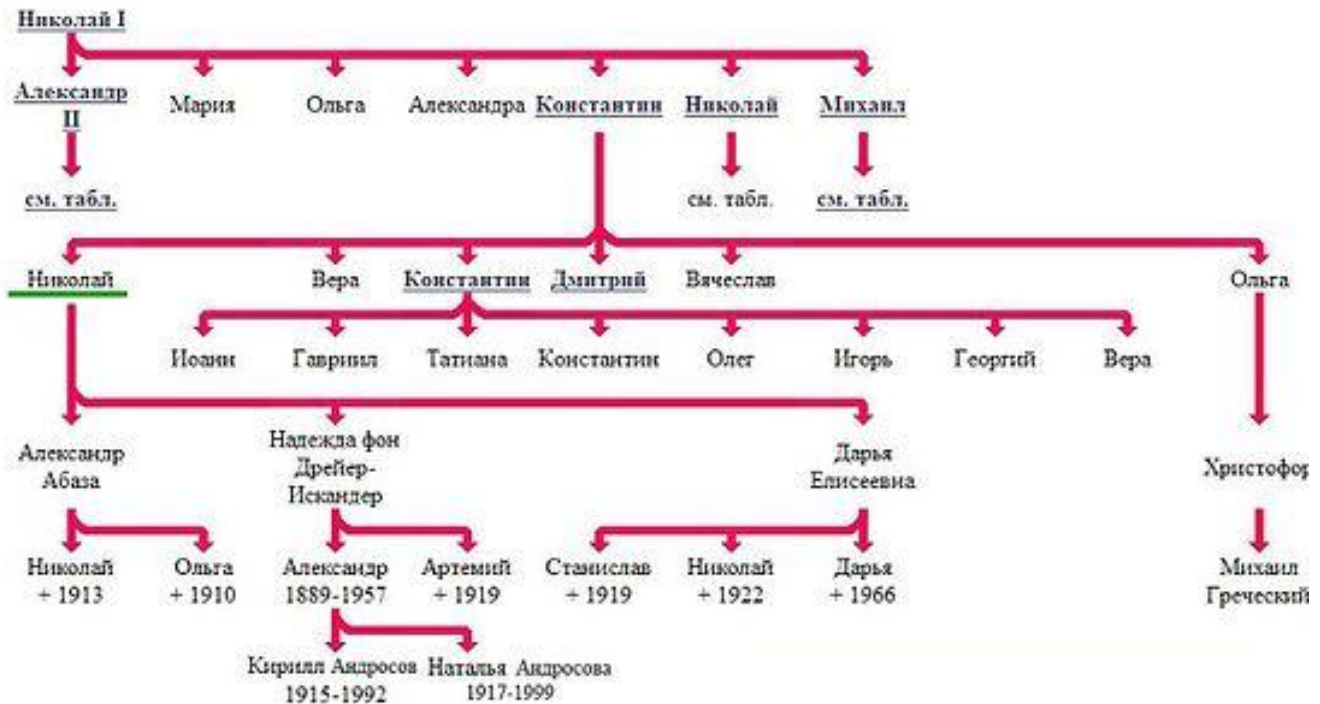 Николай I
Александр
II
Мария
Ольга
Александра
Константин
Николай
Михаил
см. табл.
см. табл.
см. табл.
Николай
Вера
Константин
Дмитрий
Вячеслав
Ольга
Иоанн
Гавриил
Татиана
Константин
Олег
Игорь
Георгий
Вера
Александр
Абаза
Надежда фон
Дрейер-
Искандер
Дарья
Елисеевна
Христофор
Николай
+ 1913
Ольга
+ 1910
Александр
1889-1957
Артемий
+ 1919
Станислав
+ 1919
Николай
+ 1922
Дарья
+ 1966
Михаил
Греческий
Кирилл Андросов
1915-1992
Наталья Андросова
1917-1999